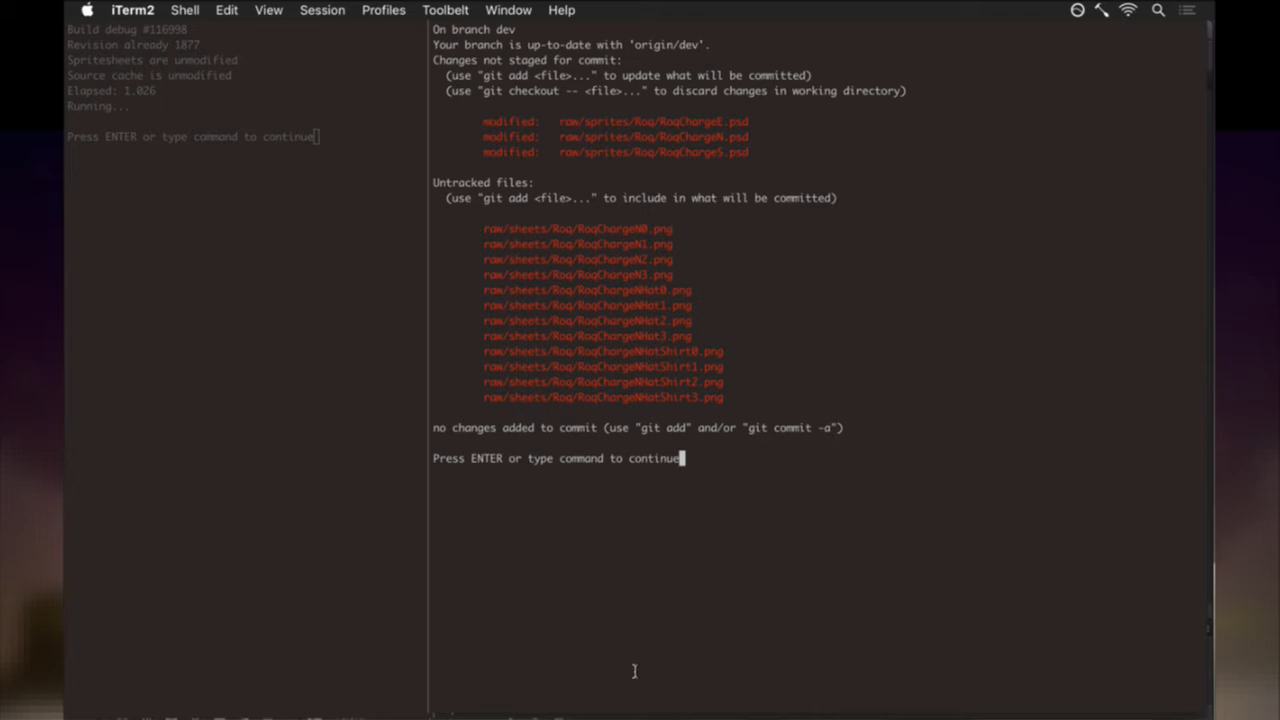 iTerm2 Shell Edit View Session Profiles Toolbelt Window Help
Build debug #116998
Revision already 1877
Spritesheets are unmodified
Source cache is unmodified
Elapsed: 1.026
Running...
Press ENTER or type command to continue
On branch dev
Your branch is up-to-date with 'origin/dev'.
Changes not staged for commit:
(use "git add <file>..." to update what will be committed)
(use "git checkout -- <file>..." to discard changes in working directory)
modified: raw/sprites/Roq/RoqChargeE.psd
modified: raw/sprites/Roq/RoqChargeN.psd
modified: raw/sprites/Roq/RoqChargeS.psd
Untracked files:
(use "git add <file>..." to include in what will be committed)
raw/sheets/Roq/RoqChargeN0.png
raw/sheets/Roq/RoqChargeN1.png
raw/sheets/Roq/RoqChargeN2.png
raw/sheets/Roq/RoqChargeN3.png
raw/sheets/Roq/RoqChargeNHat0.png
raw/sheets/Roq/RoqChargeNHat1.png
raw/sheets/Roq/RoqChargeNHat2.png
raw/sheets/Roq/RoqChargeNHat3.png
raw/sheets/Roq/RoqChargeNHatShirt0.png
raw/sheets/Roq/RoqChargeNHatShirt1.png
raw/sheets/Roq/RoqChargeNHatShirt2.png
raw/sheets/Roq/RoqChargeNHatShirt3.png
no changes added to commit (use "git add" and/or "git commit -a")
Press ENTER or type command to continue